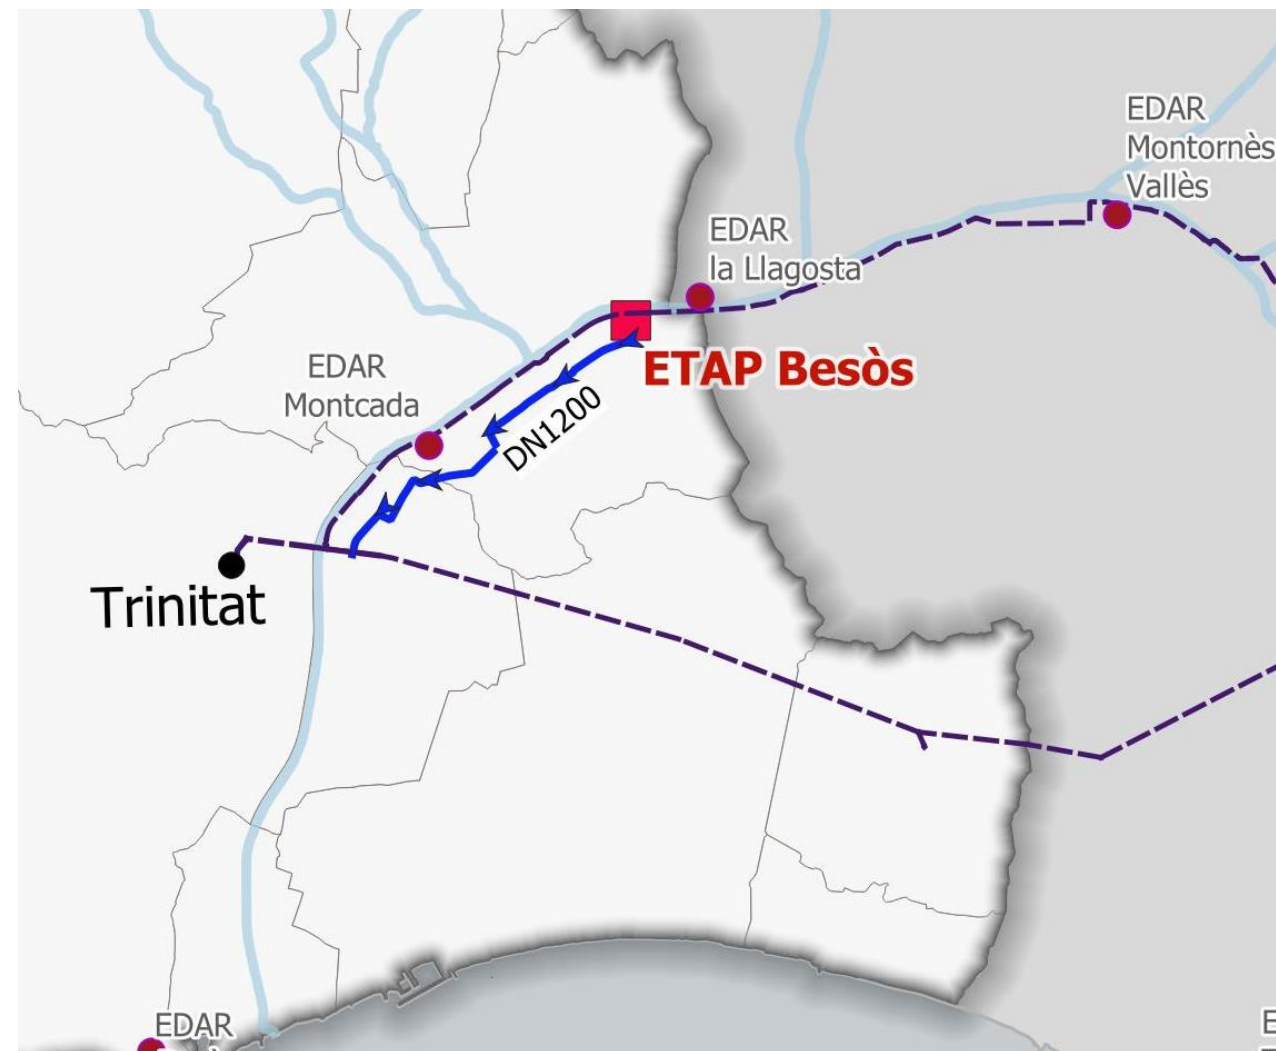 EDAR
Montornès
Vallès
EDAR
la Llagosta
ETAP Besòs
EDAR
Montcada
DN1200
Trinitat
EDAR